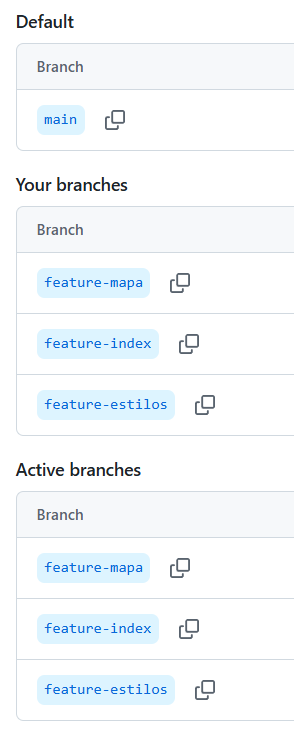 Default
Branch
main
Your branches
Branch
feature-mapa
feature-index
feature-estilos
Active branches
Branch
feature-mapa
feature-index
feature-estilos